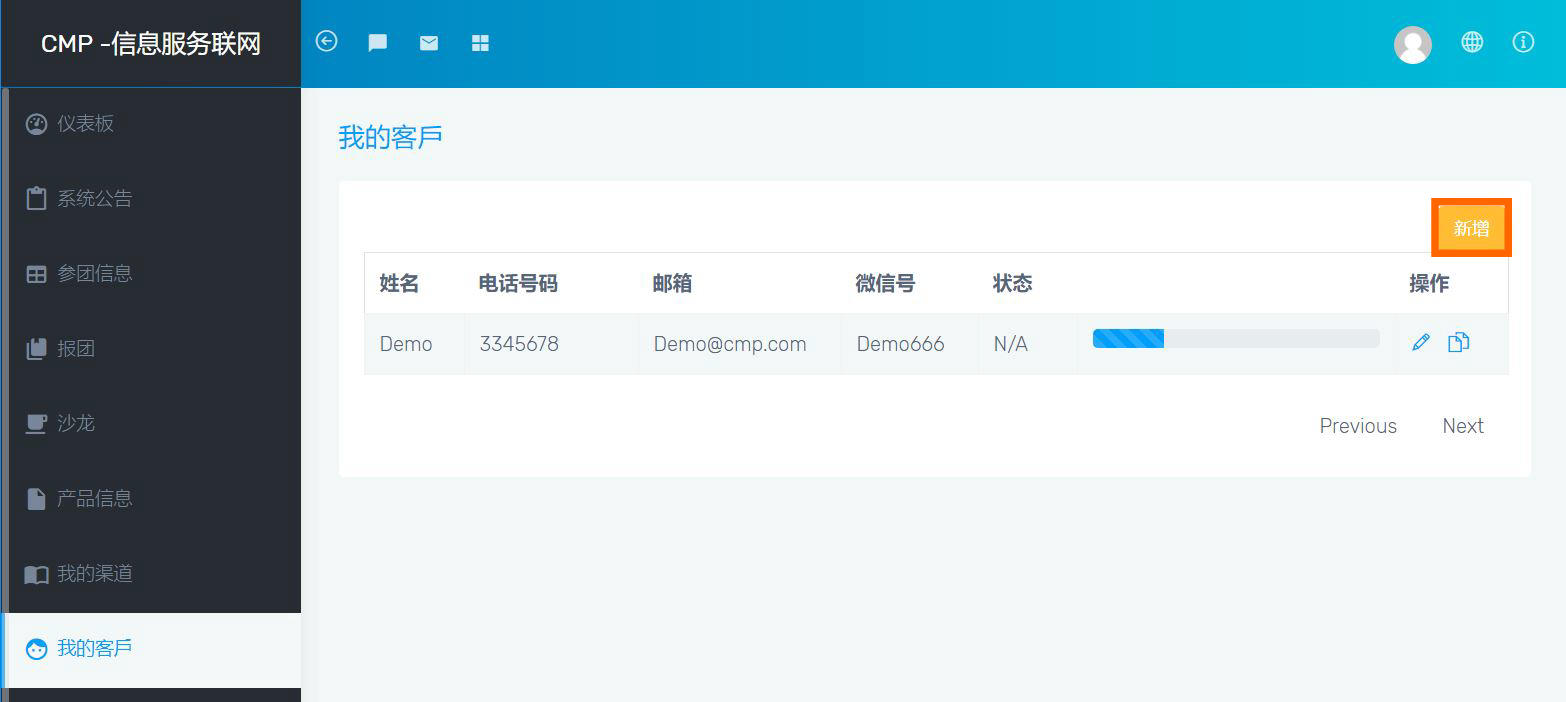 CMP -信息服务联网
仪表板
系统公告
参团信息
报团
沙龙
产品信息
我的渠道
我的客戶
我的客戶
新增
姓名 电话号码 邮箱 微信号 状态 操作
Demo 3345678 Demo@cmp.com Demo666 N/A
Previous Next